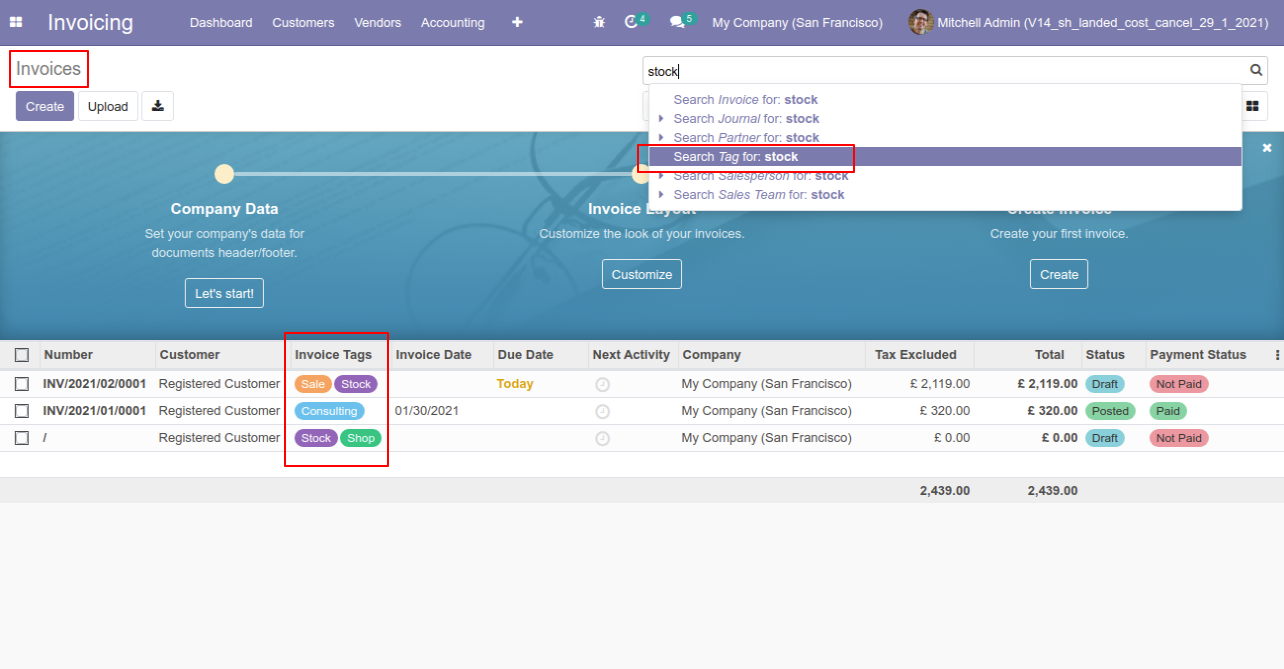 Invoicing Dashboard Customers Vendors Accounting + 4 5 My Company (San Francisco) Mitchell Admin (V14_sh_landed_cost_cancel_29_1_2021)
Invoices
stock
Create Upload
Search Invoice for: stock
Search Journal for: stock
Search Partner for: stock
Search Tag for: stock
Search Salesperson for: stock
Search Sales Team for: stock
Company Data
Set your company's data for
documents header/footer.
Let's start!
Invoice Layout
Customize the look of your invoices.
Customize
Create Invoice
Create your first invoice.
Create
Number Customer Invoice Tags Invoice Date Due Date Next Activity Company Tax Excluded Total Status Payment Status
INV/2021/02/0001 Registered Customer Sale Stock Today My Company (San Francisco) £ 2,119.00 £ 2,119.00 Draft Not Paid
INV/2021/01/0001 Registered Customer Consulting 01/30/2021 My Company (San Francisco) £ 320.00 £ 320.00 Posted Paid
/ Registered Customer Stock Shop My Company (San Francisco) £ 0.00 £ 0.00 Draft Not Paid
2,439.00 2,439.00